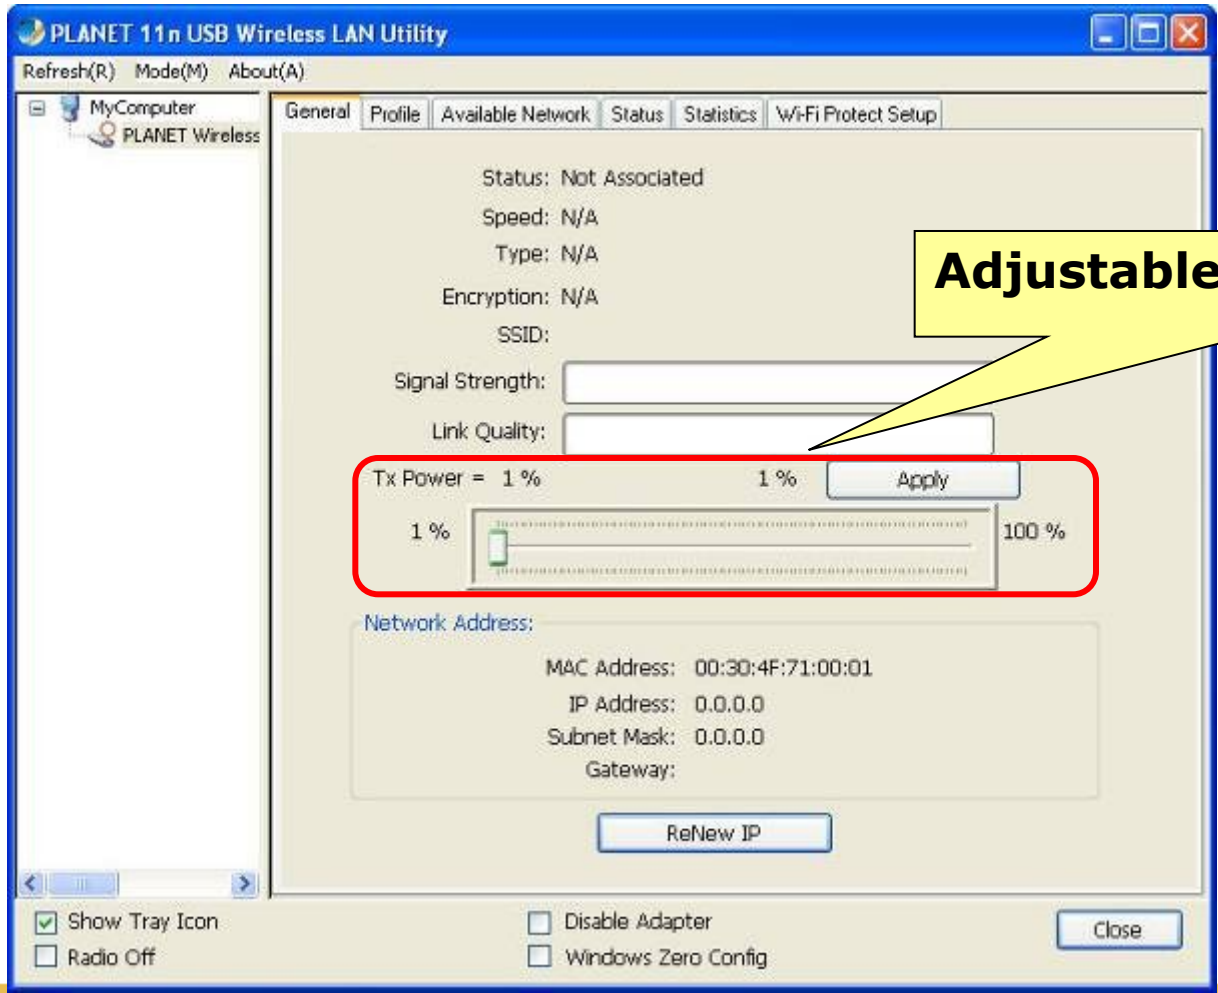 PLANET 11n USB Wireless LAN Utility
Refresh(R) Mode(M) About(A)
MyComputer
PLANET Wireless
General Profile Available Network Status Statistics Wi-Fi Protect Setup
Status: Not Associated
Speed: N/A
Type: N/A
Adjustable
Encryption: N/A
SSID:
Signal Strength:
Link Quality:
Tx Power = 1 % 1 % Apply
1 % 100 %
Network Address:
MAC Address: 00:30:4F:71:00:01
IP Address: 0.0.0.0
Subnet Mask: 0.0.0.0
Gateway:
ReNew IP
Show Tray Icon Disable Adapter Close
Radio Off Windows Zero Config